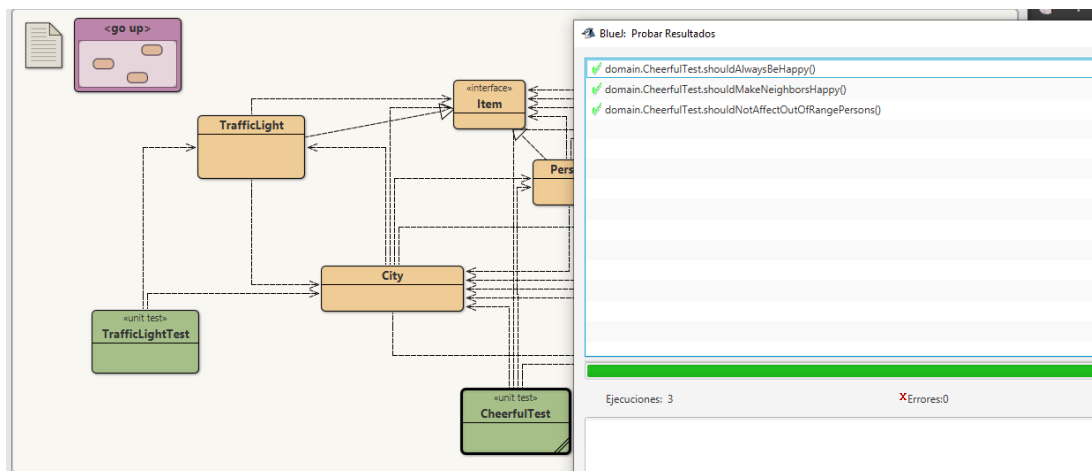 <go up>
BlueJ: Probar Resultados
domain.CheerfulTest.shouldAlwaysBeHappy()
domain.CheerfulTest.shouldMakeNeighborsHappy()
domain.CheerfulTest.shouldNotAffectOutOfRangePersons()
«interface»
Item
TrafficLight
Pers
City
«unit test»
TrafficLightTest
«unit test»
CheerfulTest
Ejecuciones: 3
Errores:0